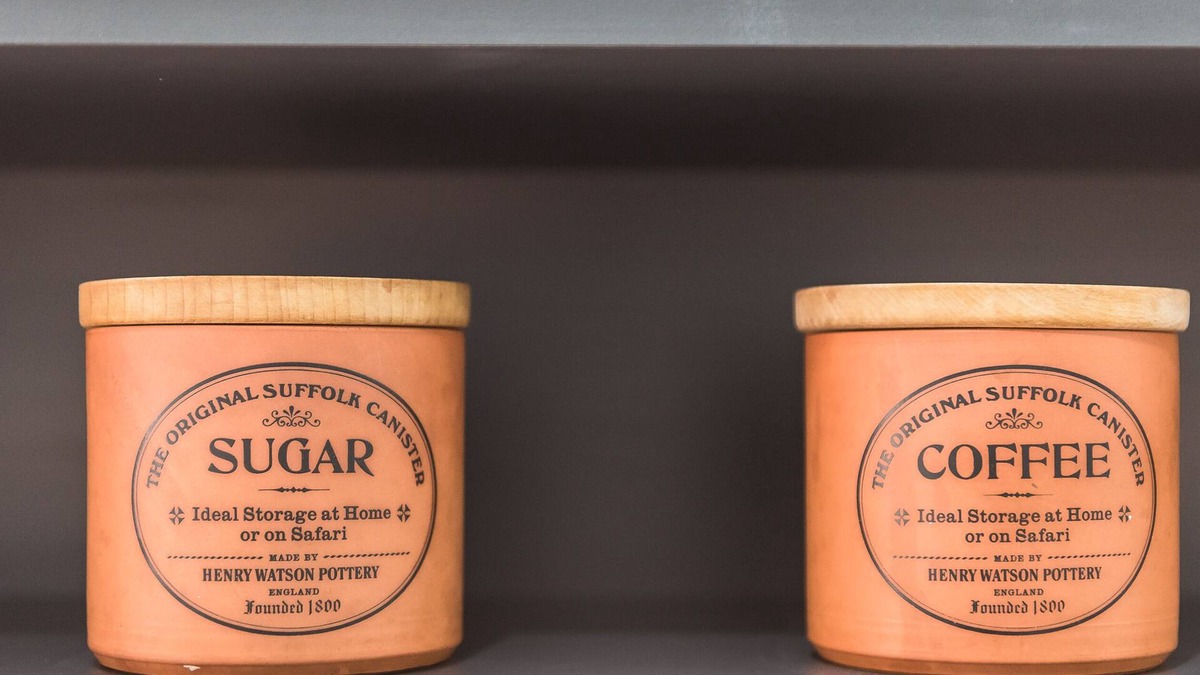 THE ORIGINAL SUFFOLK CANISTER
SUGAR
Ideal Storage at Home
or on Safari
MADE BY
HENRY WATSON POTTERY
ENGLAND
Founded 1800
THE ORIGINAL SUFFOLK CANISTER
COFFEE
Ideal Storage at Home
or on Safari
MADE BY
HENRY WATSON POTTERY
ENGLAND
Founded 1800